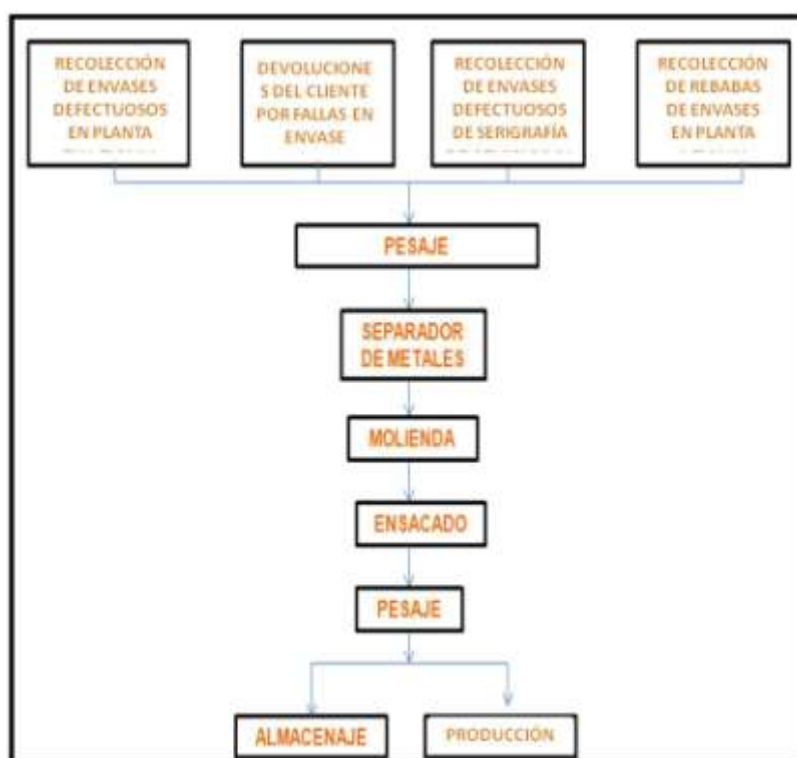 RECOLECCIÓN
DE ENVASES
DEFECTUOSOS
EN PLANTA
DEVOLUCIONE
S DEL CLIENTE
POR FALLAS EN
ENVASE
RECOLECCIÓN
DE ENVASES
DEFECTUOSOS
DE SERIGRAFÍA
RECOLECCIÓN
DE REBABAS
DE ENVASES
EN PLANTA
PESAJE
SEPARADOR
DE METALES
MOLIENDA
ENSACADO
PESAJE
ALMACENAJE
PRODUCCIÓN